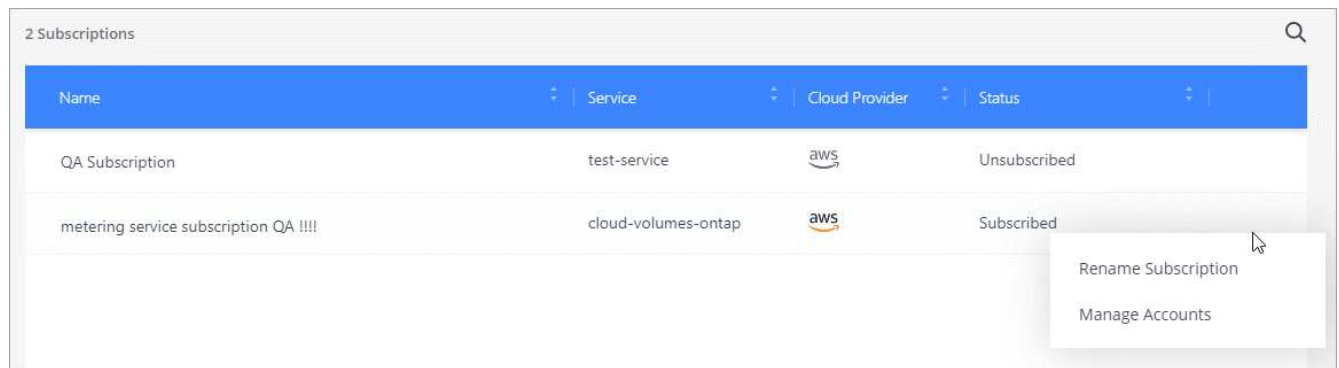 2 Subscriptions
Name Service Cloud Provider Status
QA Subscription test-service aws Unsubscribed
metering service subscription QA !!!! cloud-volumes-ontap aws Subscribed
Rename Subscription
Manage Accounts